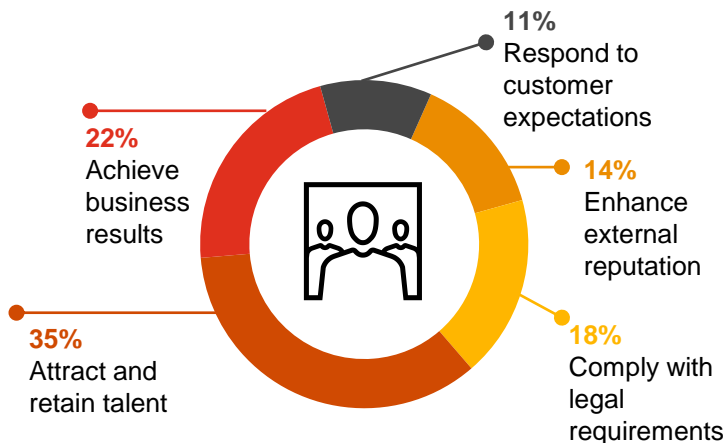 11%
Respond to
customer
expectations
22%
Achieve
business
results
14%
Enhance
external
reputation
35%
Attract and
retain talent
18%
Comply with
legal
requirements